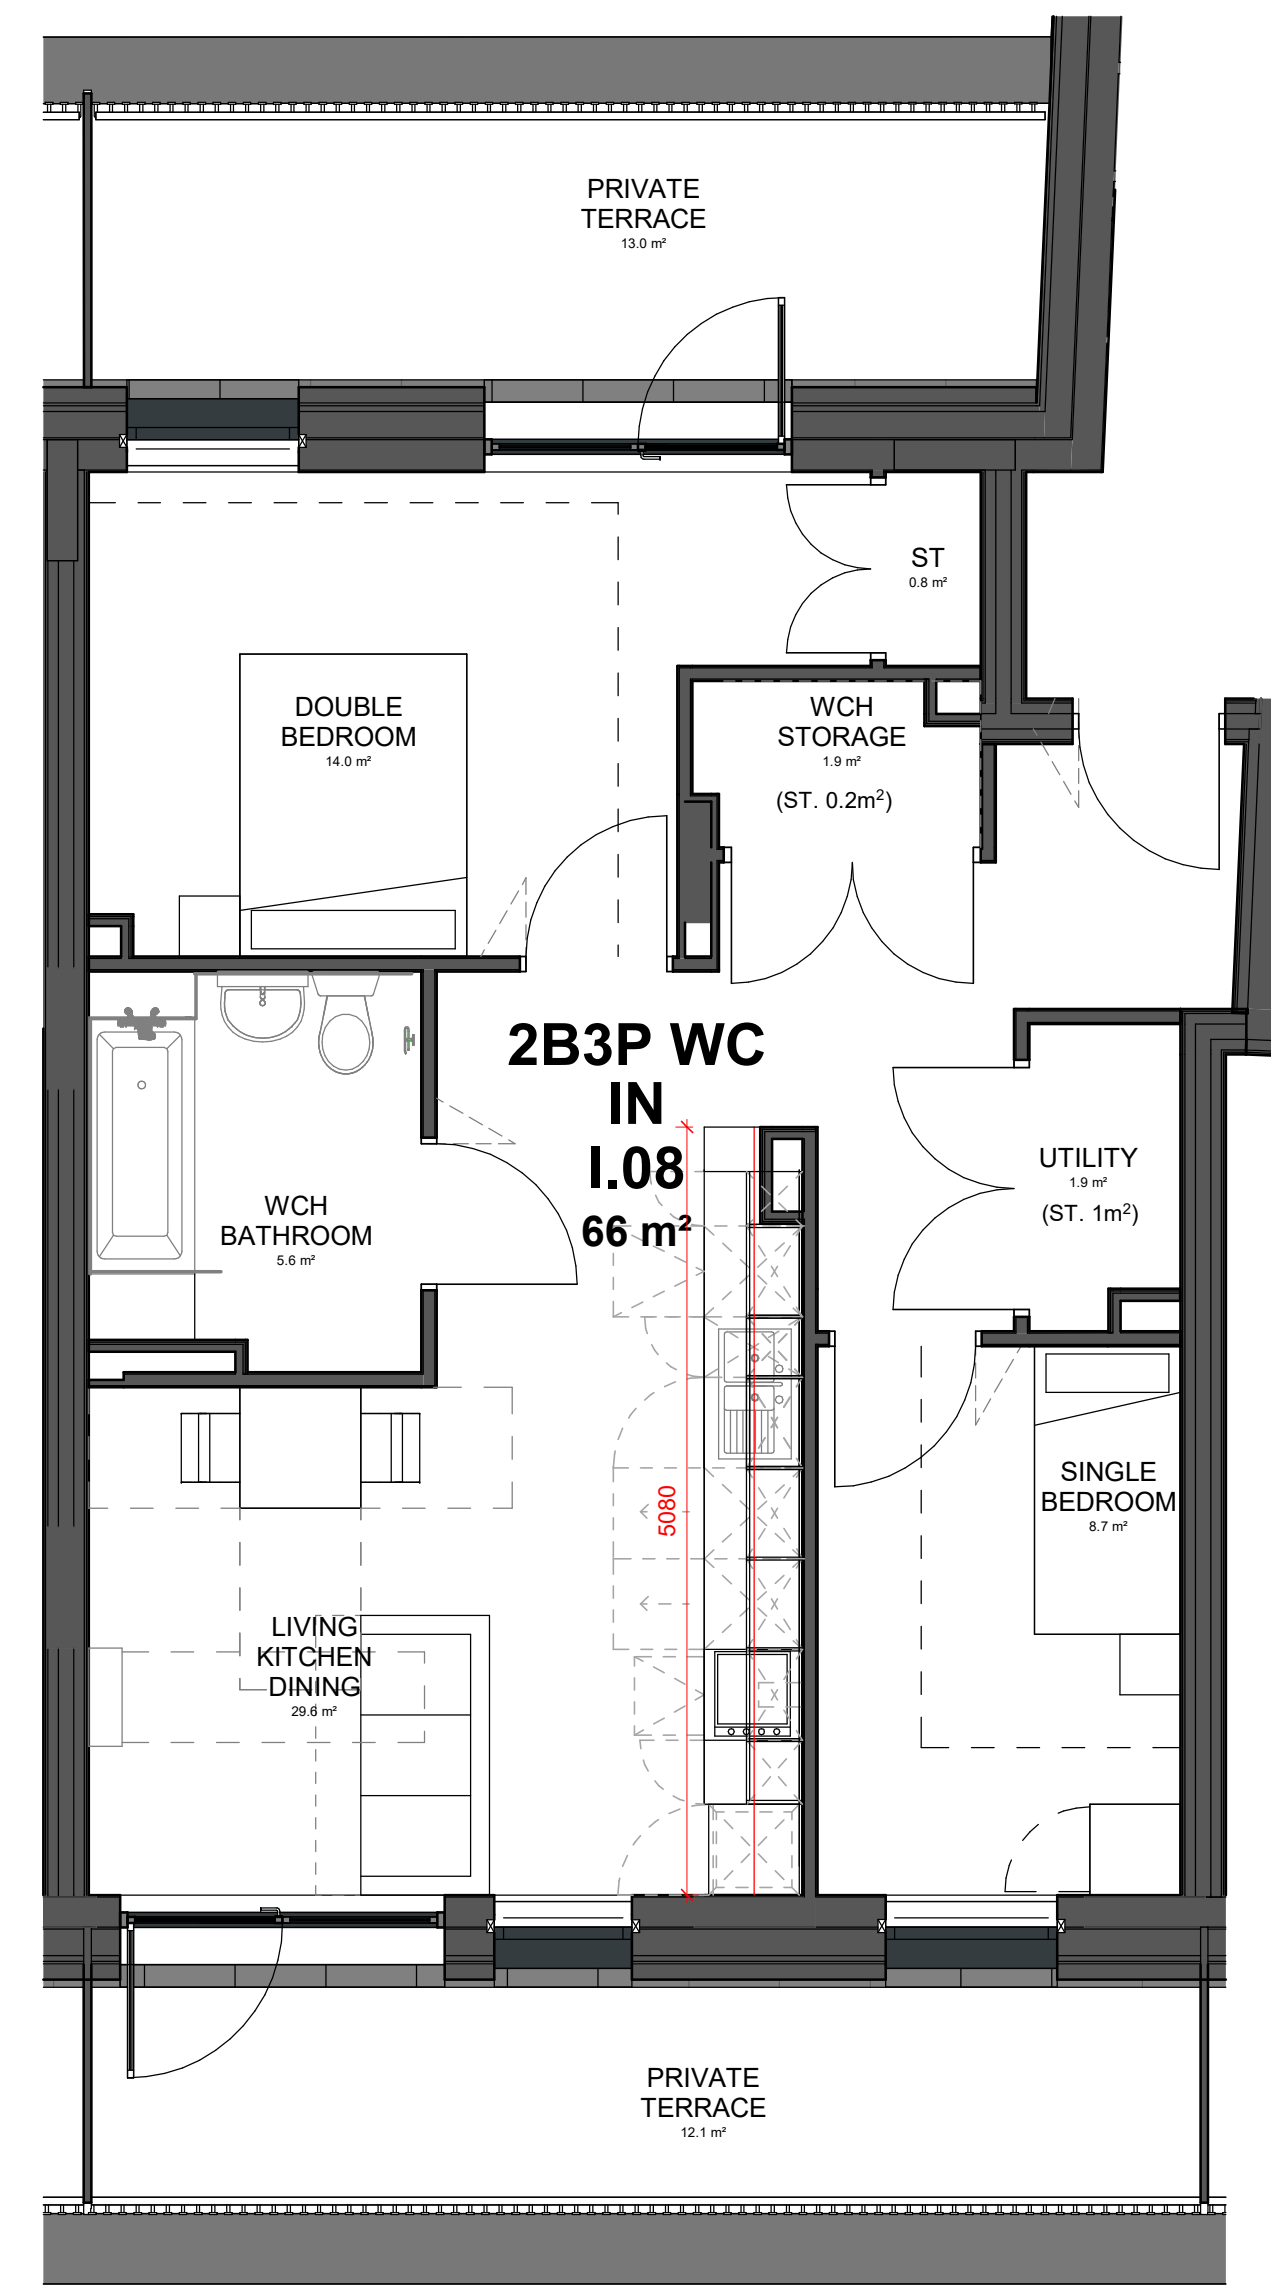 PRIVATE
TERRACE
13.0 m²
ST
0.8 m²
DOUBLE
BEDROOM
14.0 m²
WCH
STORAGE
1.9 m²
(ST. 0.2m²)
2B3P WC
IN
I.08
66 m²
UTILITY
1.9 m²
(ST. 1m²)
WCH
BATHROOM
5.6 m²
5080
SINGLE
BEDROOM
8.7 m²
LIVING
KITCHEN
DINING
29.6 m²
PRIVATE
TERRACE
12.1 m²